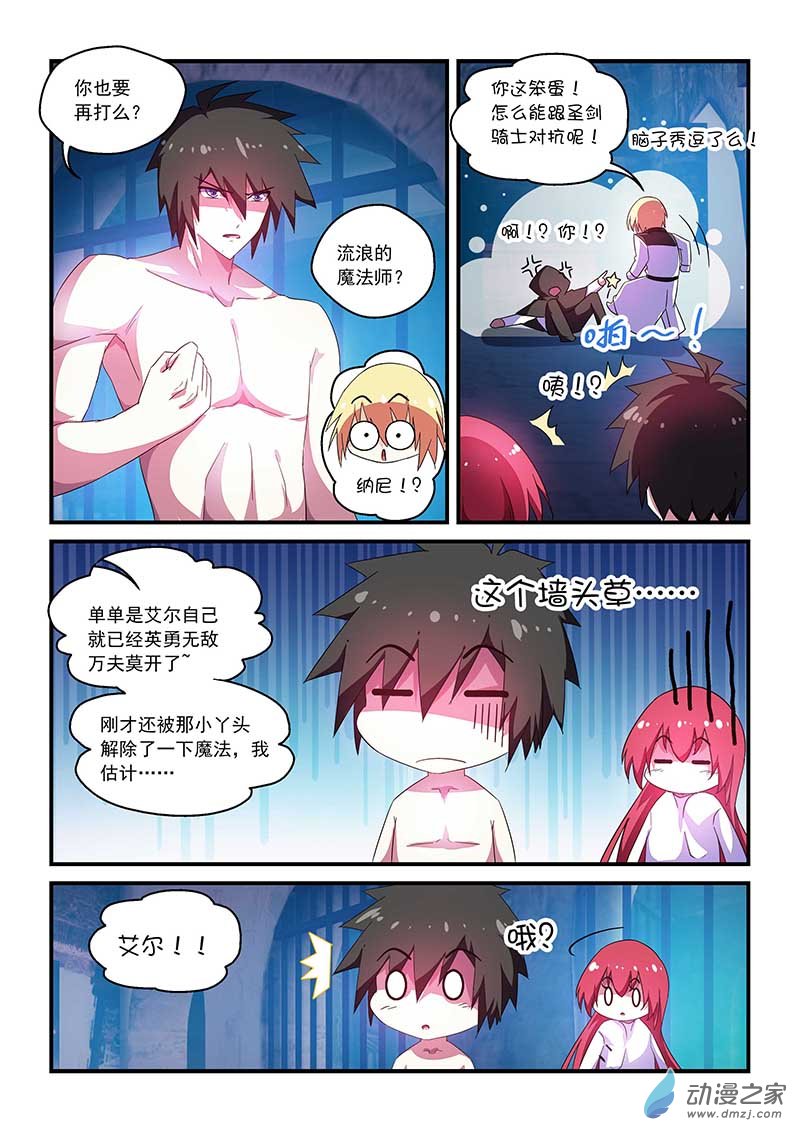 你也要
再打么？
流浪的
魔法师？
纳尼！？
你这笨蛋！
怎么能跟圣剑
骑士对抗呢！
脑子秀逗了么！
啊！？你！？
啪～！
咦！？
单单是艾尔自己
就已经英勇无敌
万夫莫开了~
刚才还被那小丫头
解除了一下魔法，我
估计……
这个墙头草……
艾尔！！
哦？
动漫之家
www.dmzj.com